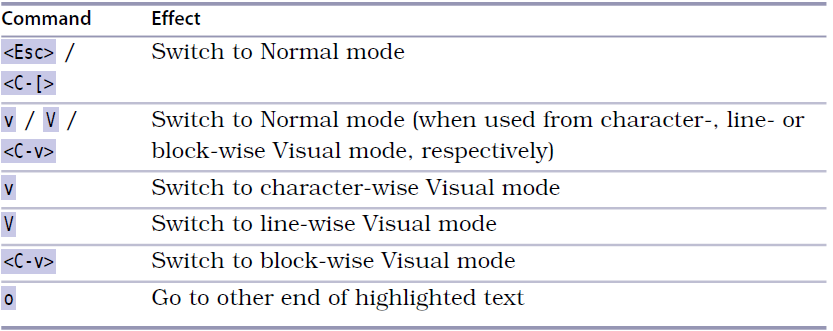 Command Effect
<Esc> / Switch to Normal mode
<C-[>
v / V / Switch to Normal mode (when used from character-, line- or
<C-v> block-wise Visual mode, respectively)
v Switch to character-wise Visual mode
V Switch to line-wise Visual mode
<C-v> Switch to block-wise Visual mode
o Go to other end of highlighted text